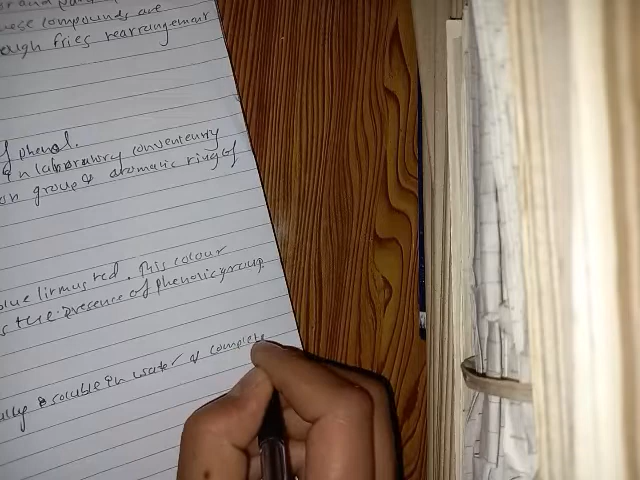 these compounds are
through fries rearrangement
of phenol.
In laboratory conveniently
on group & aromatic ring of
blue litmus red. This colour
s the presence of phenolic group.
ally soluble in water & complete